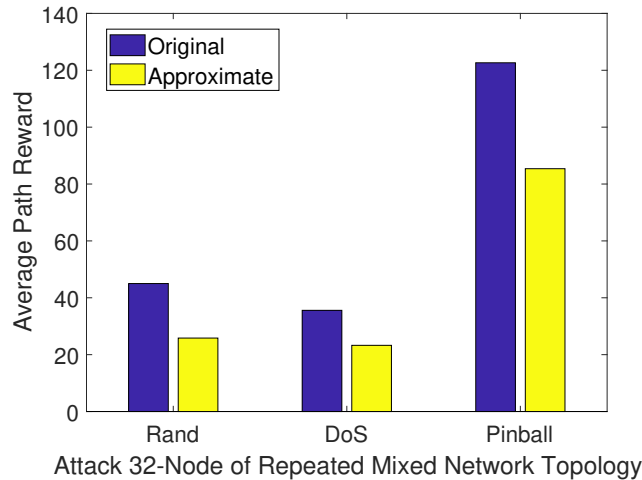 140
120
100
80
60
40
20
0
Average Path Reward
Original
Approximate
Rand DoS Pinball
Attack 32-Node of Repeated Mixed Network Topology